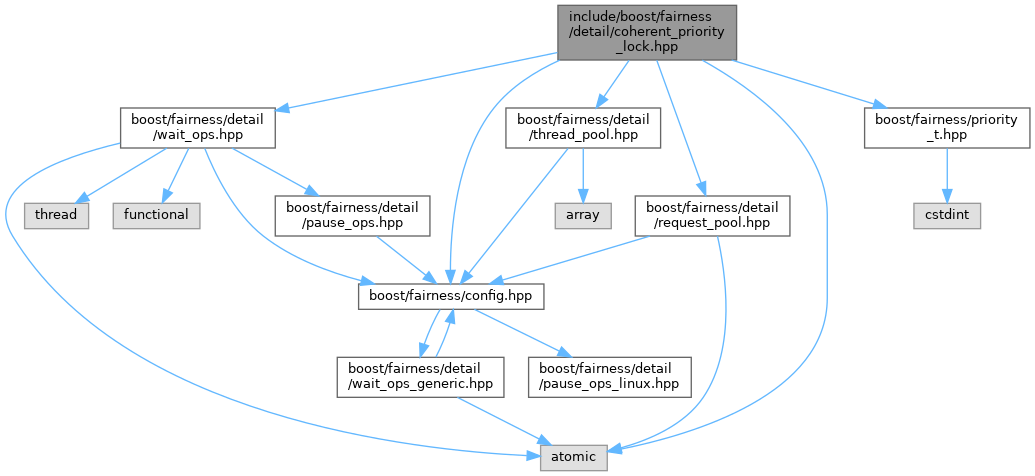 include/boost/fairness
/detail/coherent_priority
_lock.hpp
boost/fairness/detail
/wait_ops.hpp
boost/fairness/detail
/thread_pool.hpp
boost/fairness/priority
_t.hpp
thread
functional
boost/fairness/detail
/pause_ops.hpp
array
boost/fairness/detail
/request_pool.hpp
cstdint
boost/fairness/config.hpp
boost/fairness/detail
/wait_ops_generic.hpp
boost/fairness/detail
/pause_ops_linux.hpp
atomic